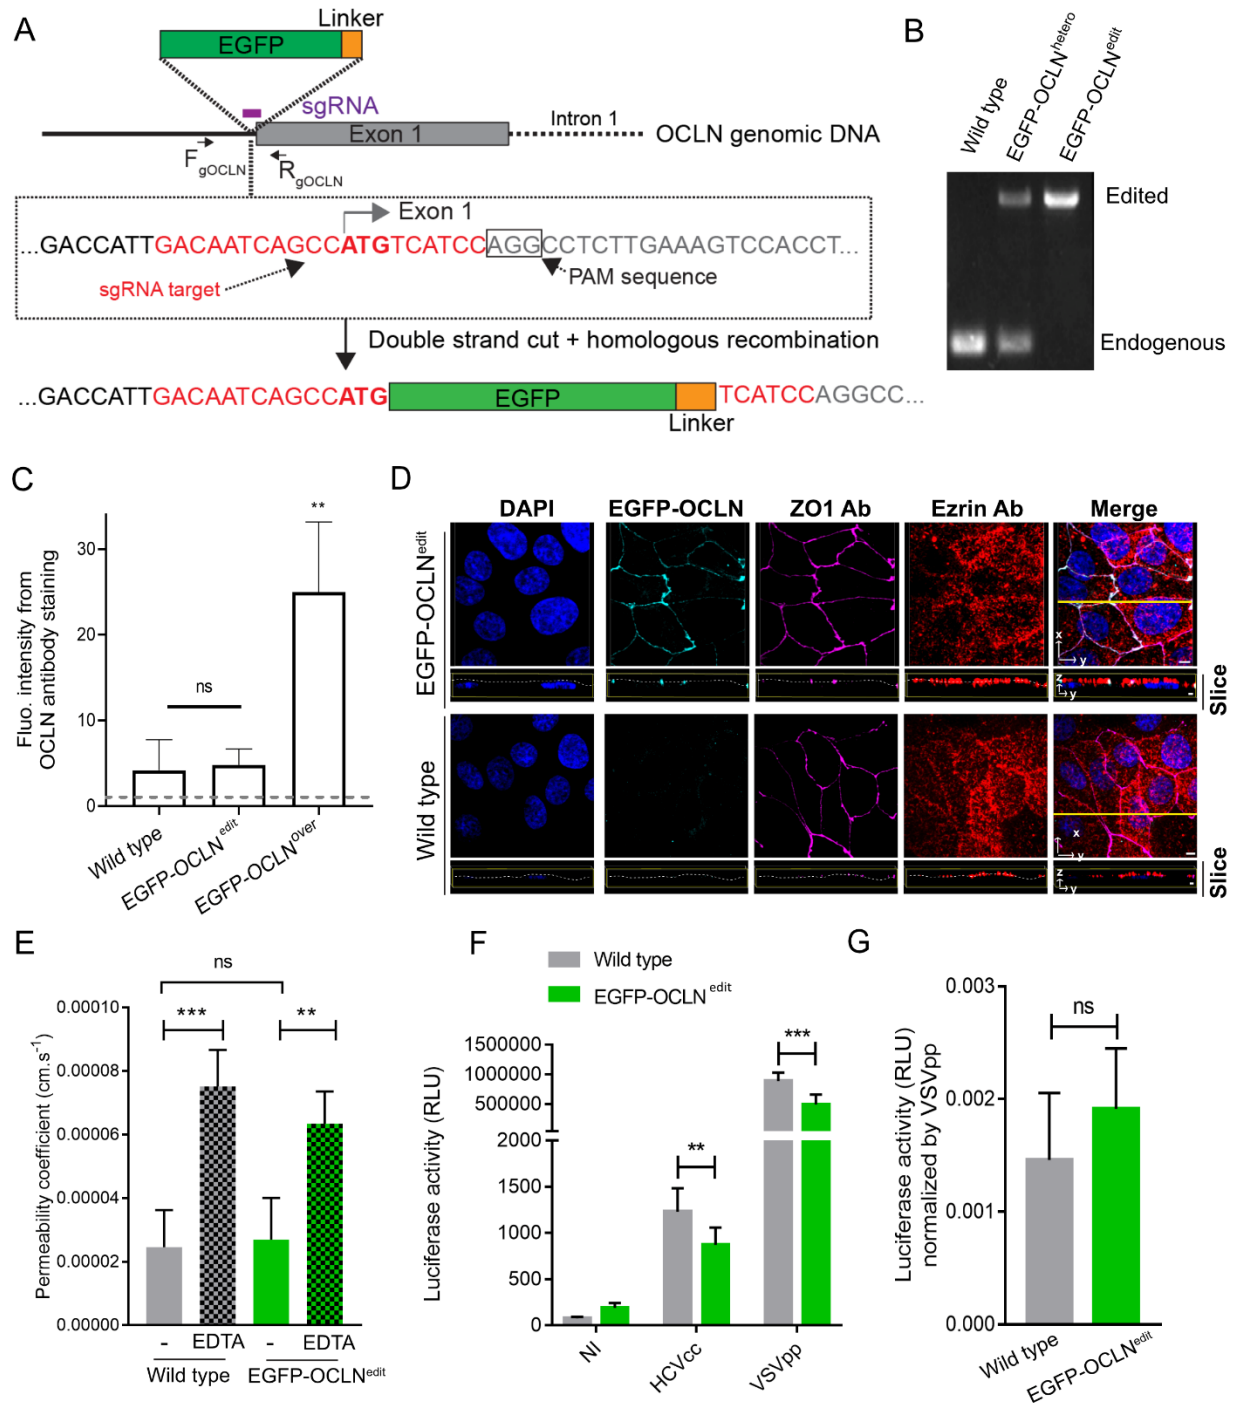 A
Linker
EGFP
sgRNA
Exon 1
Intron 1
OCLN genomic DNA
FgOCLN
RgOCLN
Exon 1
...GACCATTGACAATCAGCCATGTCATCCAGGCCTCTTGAAAGTCCACCT...
sgRNA target
PAM sequence
Double strand cut + homologous recombination
...GACCATTGACAATCAGCCATG
EGFP
TCATCCAGGCC...
Linker
B
Wild type
EGFP-OCLNhetero
EGFP-OCLNedit
Edited
Endogenous
C
Fluo. intensity from
OCLN antibody staining
30
20
10
0
ns
**
Wild type
EGFP-OCLNedit
EGFP-OCLNover
D
DAPI
EGFP-OCLN
ZO1 Ab
Ezrin Ab
Merge
EGFP-OCLNedit
x
y
z
y
Slice
Wild type
x
y
z
y
Slice
E
Permeability coefficient (cm.s-1)
0.00010
0.00008
0.00006
0.00004
0.00002
0.00000
ns
***
**
-
EDTA
-
EDTA
Wild type
EGFP-OCLNedit
F
Wild type
EGFP-OCLNedit
Luciferase activity (RLU)
1500000
1000000
500000
2000
1500
1000
500
0
**
***
NI
HCVcc
VSVpp
G
Luciferase activity (RLU)
normalized by VSVpp
0.003
0.002
0.001
0.000
ns
Wild type
EGFP-OCLNedit